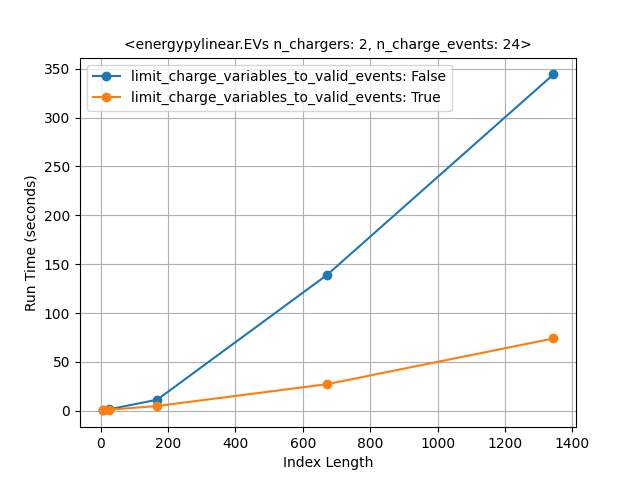 <energypylinear.EVs n_chargers: 2, n_charge_events: 24>
limit_charge_variables_to_valid_events: False
limit_charge_variables_to_valid_events: True
350
300
250
200
150
100
50
0
Run Time (seconds)
0 200 400 600 800 1000 1200 1400
Index Length